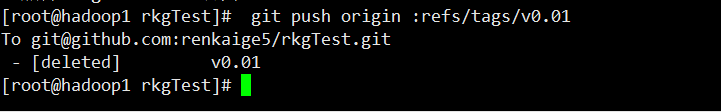 [root@hadoop1 rkgTest]#  git push origin :refs/tags/v0.01
To git@github.com:renkaige5/rkgTest.git
 - [deleted]         v0.01
[root@hadoop1 rkgTest]#